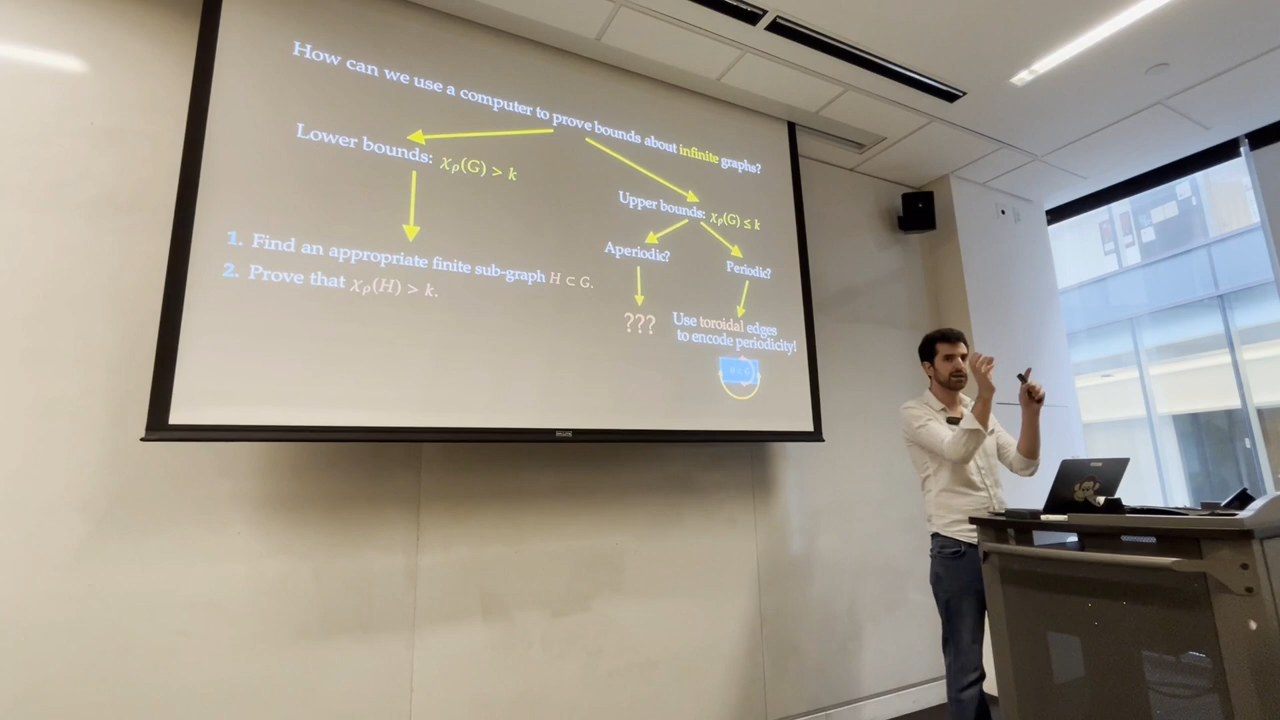 How can we use a computer to prove bounds about infinite graphs?
Lower bounds: χρ(G) > k
Upper bounds: χρ(G) ≤ k
1. Find an appropriate finite sub-graph H ⊂ G.
2. Prove that χρ(H) > k.
Aperiodic?
Periodic?
???
Use toroidal edges
to encode periodicity!
H ⊂ G